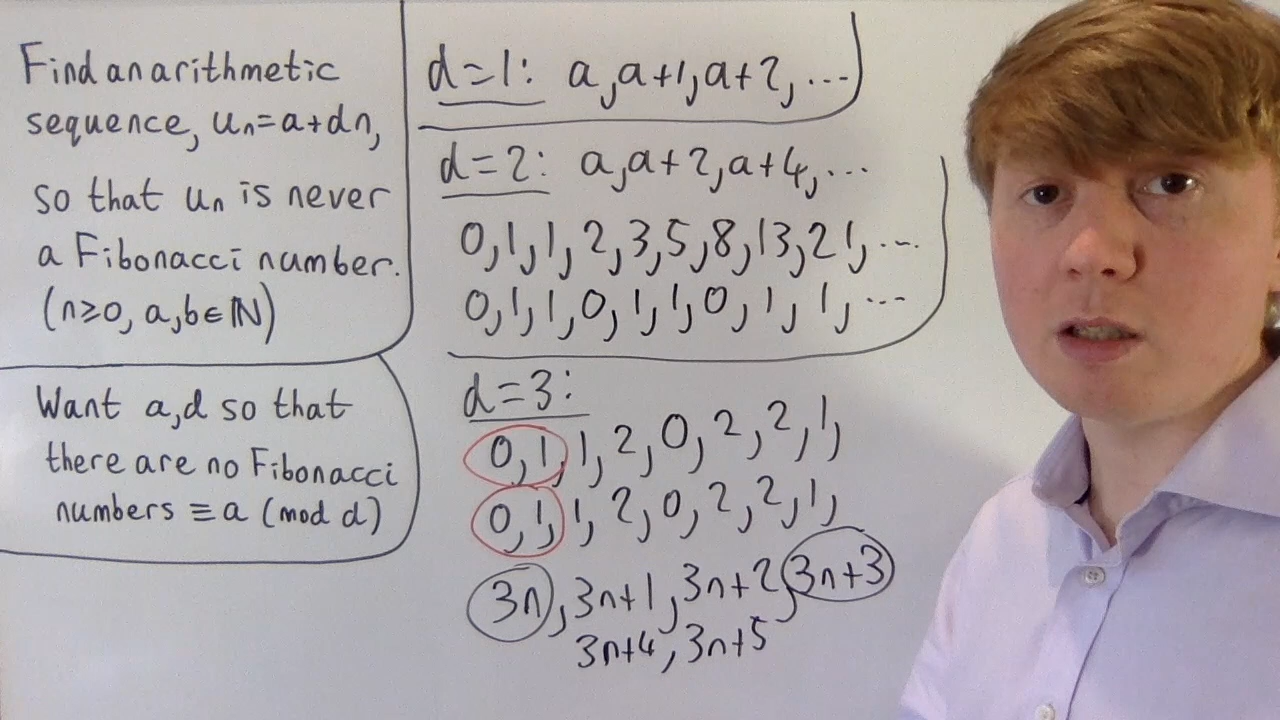 Find an arithmetic
sequence, uₙ=a+dn,
so that uₙ is never
a Fibonacci number.
(n≥0, a,b∈ℕ)
Want a,d so that
there are no Fibonacci
numbers ≡ a (mod d)
d=1: a,a+1,a+2,...
d=2: a,a+2,a+4,...
0,1,1,2,3,5,8,13,21,...
0,1,1,0,1,1,0,1,1,...
d=3:
0,1,1,2,0,2,2,1,
0,1,1,2,0,2,2,1,
3n,3n+1,3n+2,3n+3
3n+4,3n+5